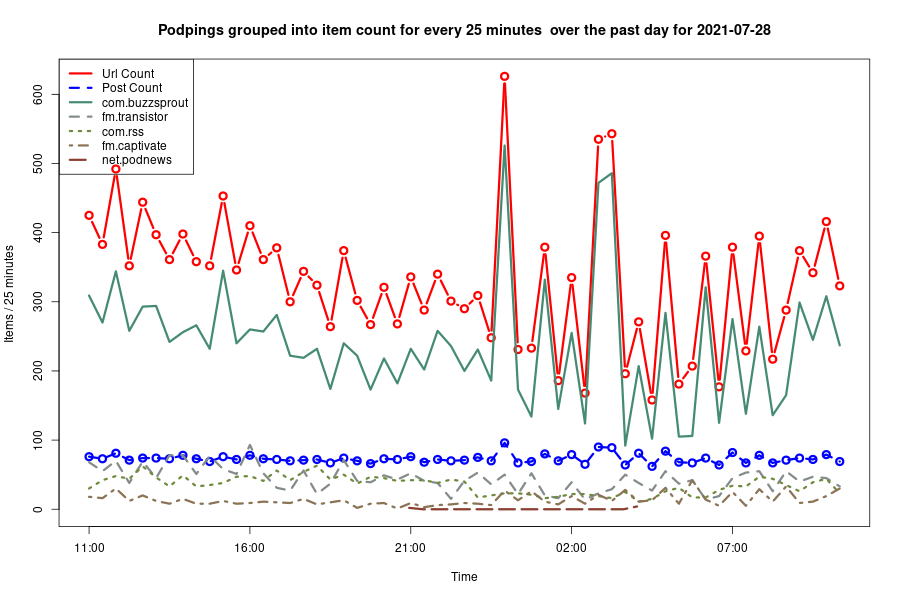 Podpings grouped into item count for every 25 minutes  over the past day for 2021-07-28
Url Count
Post Count
com.buzzsprout
fm.transistor
com.rss
fm.captivate
net.podnews
Items / 25 minutes
600
500
400
300
200
100
0
11:00
16:00
21:00
02:00
07:00
Time